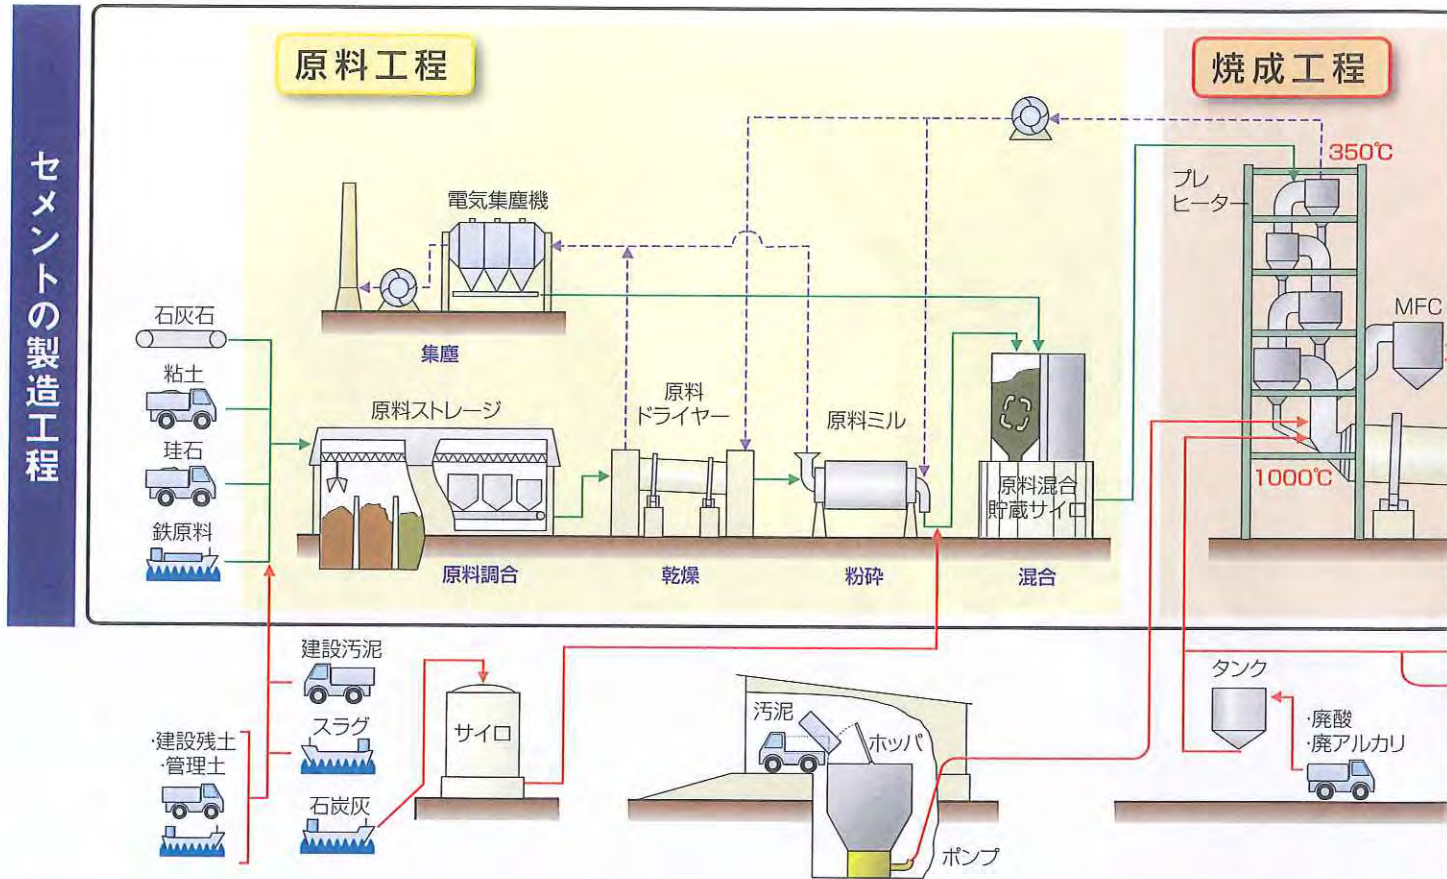 セメントの製造工程
原料工程
焼成工程
350℃
プレ
ヒーター
電気集塵機
MFC
石灰石
集塵
粘土
原料ストレージ
原料
ドライヤー
原料ミル
珪石
1000℃
原料混合
貯蔵サイロ
鉄原料
原料調合
乾燥
粉砕
混合
建設汚泥
タンク
スラグ
サイロ
汚泥
ホッパ
・廃酸
・廃アルカリ
・建設残土
・管理土
石炭灰
ポンプ